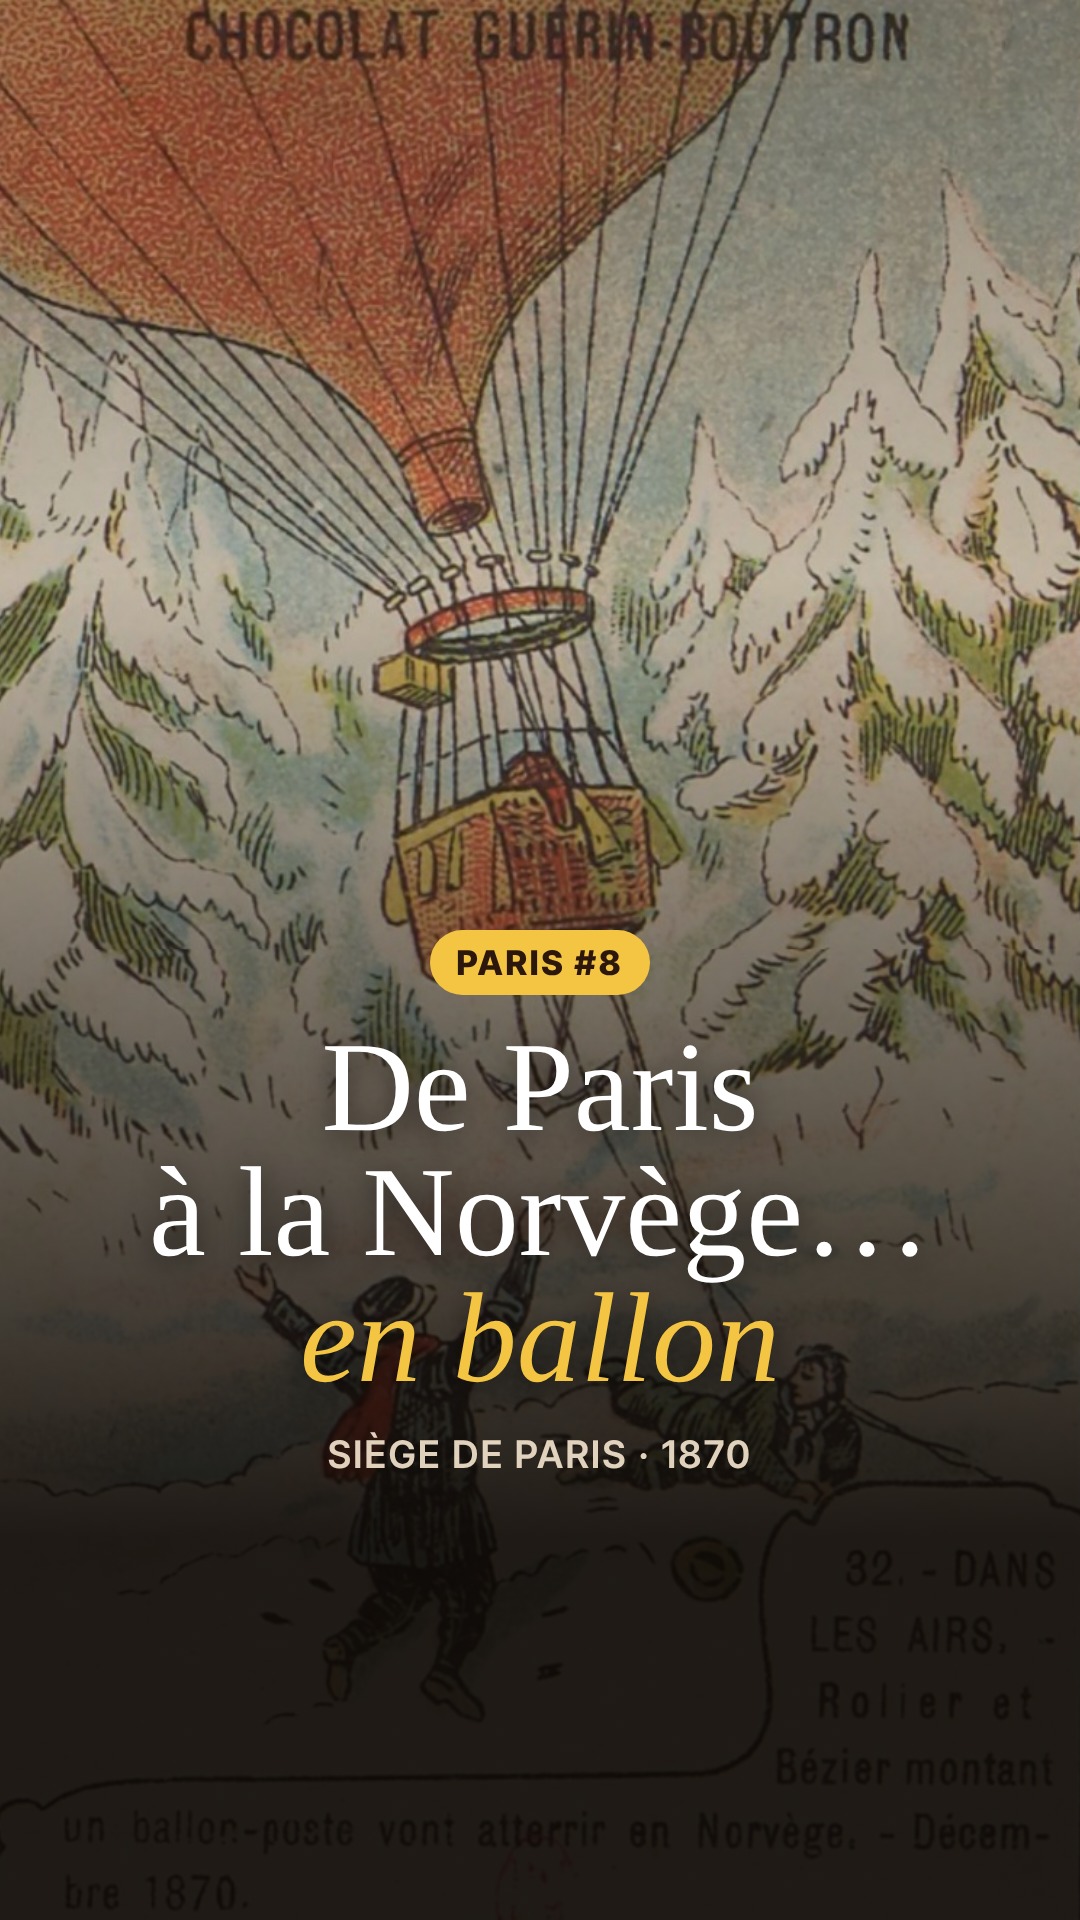 CHOCOLAT GUÉRIN-BOUTRON
PARIS #8
De Paris
à la Norvège...
en ballon
SIÈGE DE PARIS · 1870
32. - DANS
LES AIRS. -
Rolier et
Bézier montant
un ballon-poste vont atterrir en Norvège. - Décem-
bre 1870.